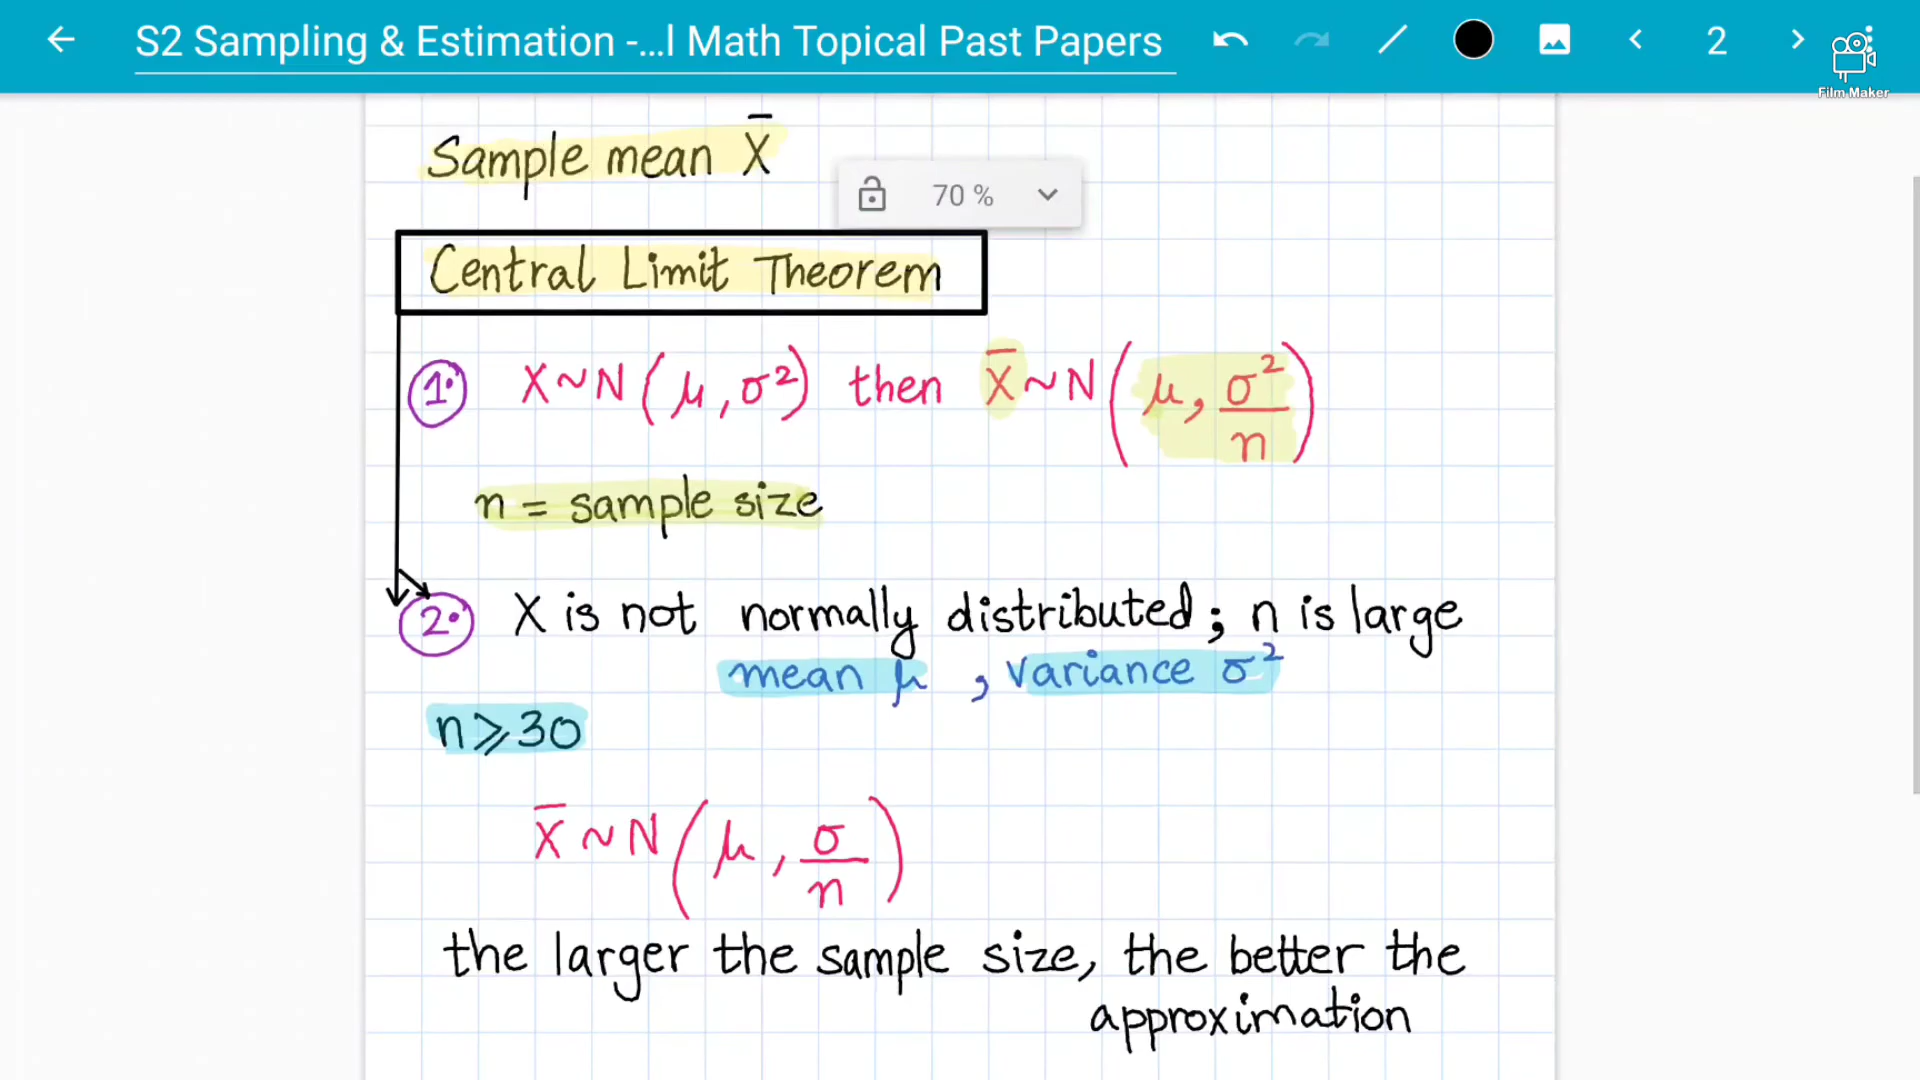 S2 Sampling & Estimation -...l Math Topical Past Papers
2
Film Maker
Sample mean X̄
70 %
Central Limit Theorem
1. X~N(μ, σ²) then X̄~N(μ, σ²/n)
n = sample size
2. X is not normally distributed; n is large
mean μ , variance σ²
n⩾30
X̄~N(μ, σ/n)
the larger the sample size, the better the
approximation